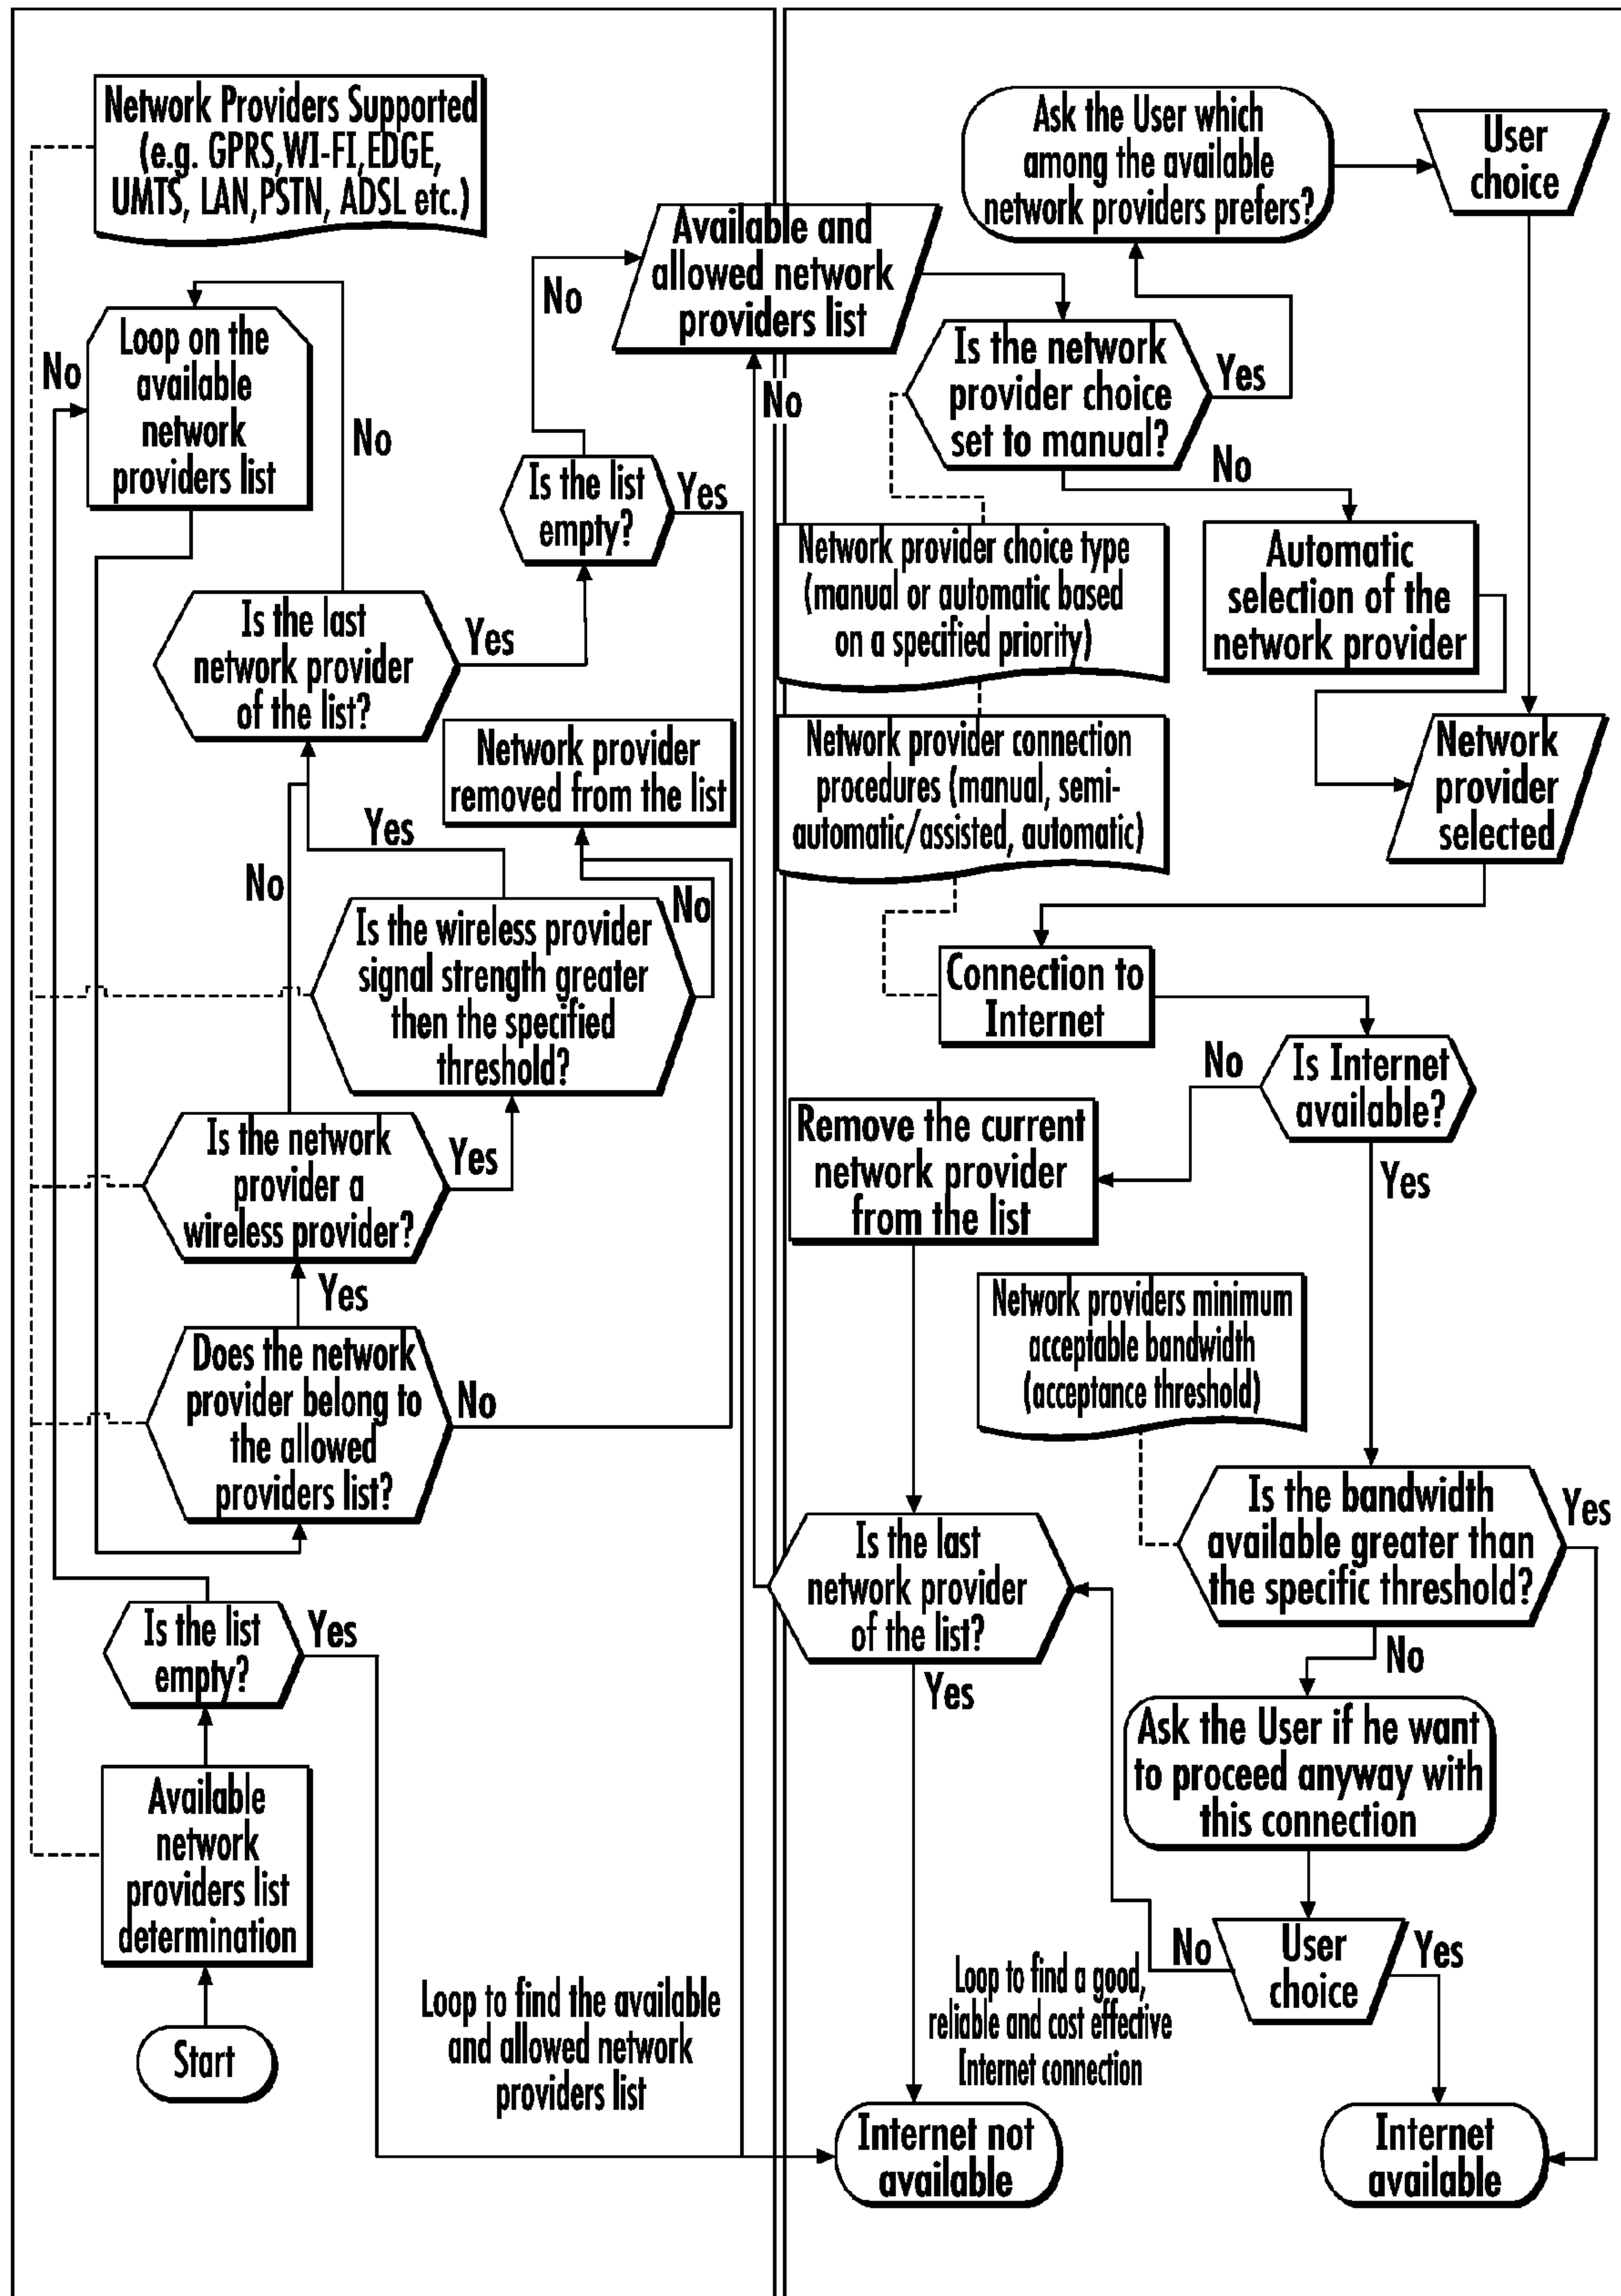 Network Providers Supported
(e.g. GPRS,WI-FI,EDGE,
UMTS, LAN,PSTN, ADSL etc.)
Loop on the
available
network
providers list
No
No
Is the last
network provider
of the list?
Yes
Is the list
empty?
No
Yes
Network provider
removed from the list
Yes
No
Is the wireless provider
signal strength greater
then the specified
threshold?
No
Is the network
provider a
wireless provider?
Yes
Yes
Does the network
provider belong to
the allowed
providers list?
No
Is the list
empty?
Yes
Available
network
providers list
determination
Start
Loop to find the available
and allowed network
providers list
Available and
allowed network
providers list
No
Ask the User which
among the available
network providers prefers?
User
choice
Is the network
provider choice
set to manual?
Yes
No
Network provider choice type
(manual or automatic based
on a specified priority)
Automatic
selection of the
network provider
Network provider connection
procedures (manual, semi-
automatic/assisted, automatic)
Network
provider
selected
Connection to
Internet
Is Internet
available?
No
Yes
Remove the current
network provider
from the list
Network providers minimum
acceptable bandwidth
(acceptance threshold)
Is the bandwidth
available greater than
the specific threshold?
Yes
No
Is the last
network provider
of the list?
Yes
Ask the User if he want
to proceed anyway with
this connection
User
choice
No
Yes
Loop to find a good,
reliable and cost effective
Internet connection
Internet not
available
Internet
available